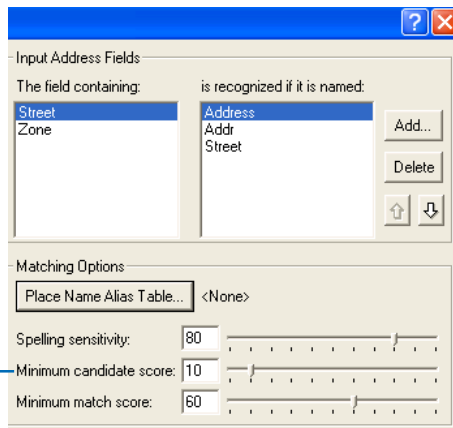 Input Address Fields
The field containing: is recognized if it is named:
Street Address
Zone Addr
Street
Add...
Delete
Matching Options
Place Name Alias Table... <None>
Spelling sensitivity: 80
Minimum candidate score: 10
Minimum match score: 60